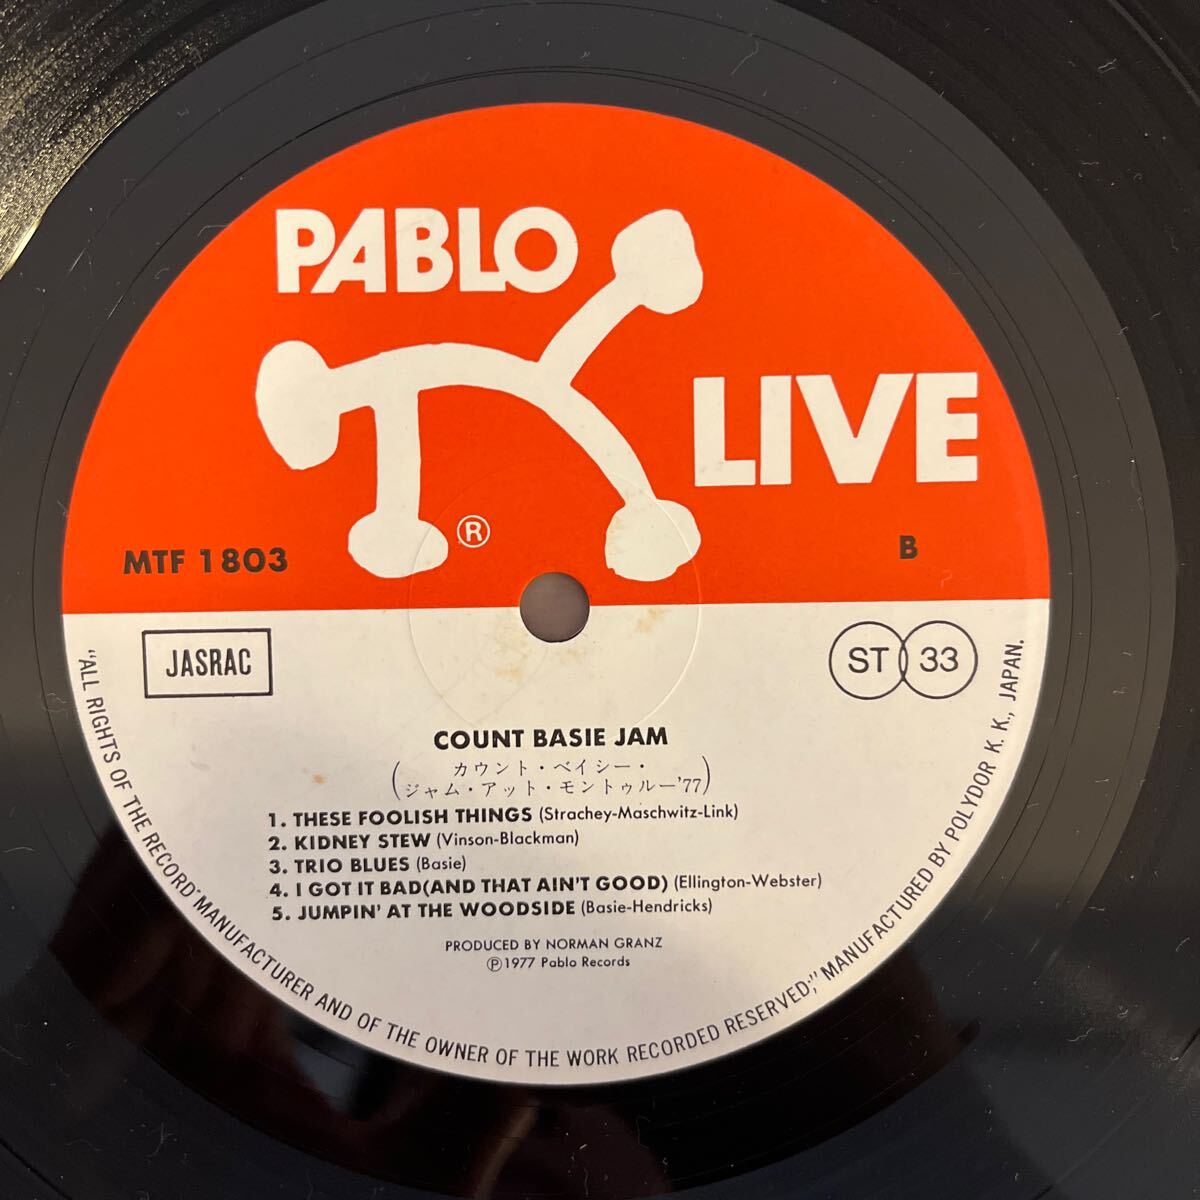 PABLO
LIVE
®
MTF 1803
B
JASRAC
ST 33
COUNT BASIE JAM
(カウント・ベイシー・
ジャム・アット・モントゥルー'77)
1. THESE FOOLISH THINGS (Strachey-Maschwitz-Link)
2. KIDNEY STEW (Vinson-Blackman)
3. TRIO BLUES (Basie)
4. I GOT IT BAD(AND THAT AIN'T GOOD) (Ellington-Webster)
5. JUMPIN' AT THE WOODSIDE (Basie-Hendricks)
PRODUCED BY NORMAN GRANZ
Ⓟ1977 Pablo Records
"ALL RIGHTS OF THE RECORD MANUFACTURER AND OF THE OWNER OF THE WORK RECORDED RESERVED;" MANUFACTURED BY POLYDOR K. K., JAPAN.